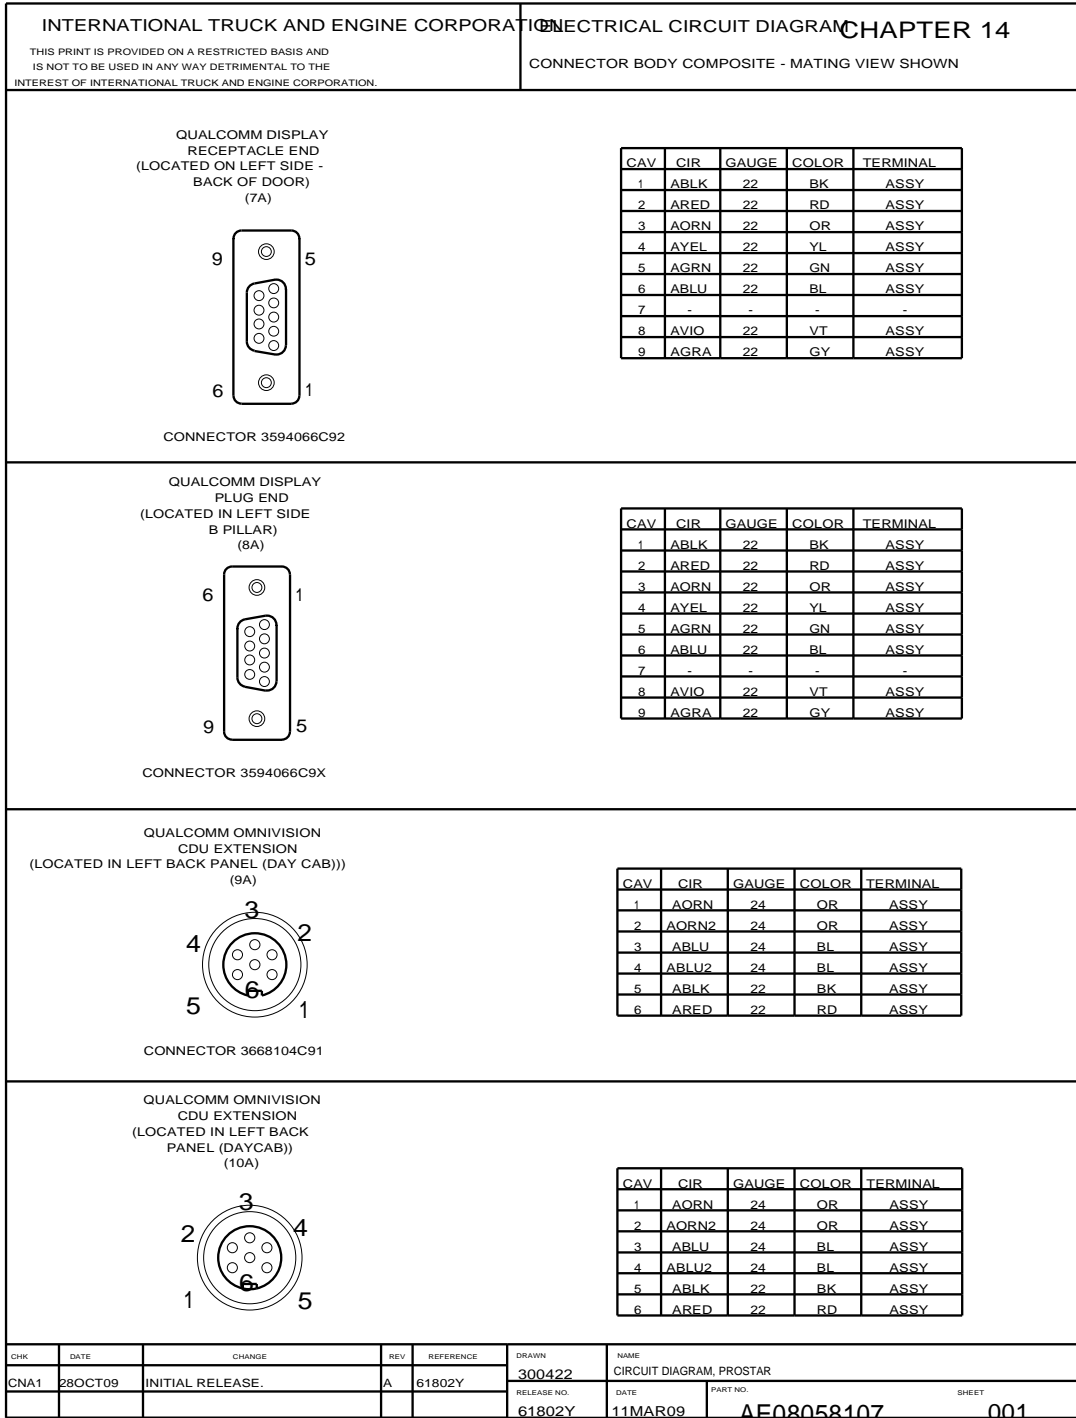 INTERNATIONAL TRUCK AND ENGINE CORPORATION
THIS PRINT IS PROVIDED ON A RESTRICTED BASIS AND
IS NOT TO BE USED IN ANY WAY DETRIMENTAL TO THE
INTEREST OF INTERNATIONAL TRUCK AND ENGINE CORPORATION.
ELECTRICAL CIRCUIT DIAGRAM
CHAPTER 14
CONNECTOR BODY COMPOSITE - MATING VIEW SHOWN
QUALCOMM DISPLAY
RECEPTACLE END
(LOCATED ON LEFT SIDE -
BACK OF DOOR)
(7A)
9 5
6 1
CONNECTOR 3594066C92
CAV CIR GAUGE COLOR TERMINAL
1 ABLK 22 BK ASSY
2 ARED 22 RD ASSY
3 AORN 22 OR ASSY
4 AYEL 22 YL ASSY
5 AGRN 22 GN ASSY
6 ABLU 22 BL ASSY
7 - - - -
8 AVIO 22 VT ASSY
9 AGRA 22 GY ASSY
QUALCOMM DISPLAY
PLUG END
(LOCATED IN LEFT SIDE
B PILLAR)
(8A)
6 1
9 5
CONNECTOR 3594066C9X
CAV CIR GAUGE COLOR TERMINAL
1 ABLK 22 BK ASSY
2 ARED 22 RD ASSY
3 AORN 22 OR ASSY
4 AYEL 22 YL ASSY
5 AGRN 22 GN ASSY
6 ABLU 22 BL ASSY
7 - - - -
8 AVIO 22 VT ASSY
9 AGRA 22 GY ASSY
QUALCOMM OMNIVISION
CDU EXTENSION
(LOCATED IN LEFT BACK PANEL (DAY CAB)))
(9A)
3
4 2
6
5 1
CONNECTOR 3668104C91
CAV CIR GAUGE COLOR TERMINAL
1 AORN 24 OR ASSY
2 AORN2 24 OR ASSY
3 ABLU 24 BL ASSY
4 ABLU2 24 BL ASSY
5 ABLK 22 BK ASSY
6 ARED 22 RD ASSY
QUALCOMM OMNIVISION
CDU EXTENSION
(LOCATED IN LEFT BACK
PANEL (DAYCAB))
(10A)
3
2 4
6
1 5
CAV CIR GAUGE COLOR TERMINAL
1 AORN 24 OR ASSY
2 AORN2 24 OR ASSY
3 ABLU 24 BL ASSY
4 ABLU2 24 BL ASSY
5 ABLK 22 BK ASSY
6 ARED 22 RD ASSY
CHK DATE CHANGE REV REFERENCE
CNA1 28OCT09 INITIAL RELEASE. A 61802Y
DRAWN
300422
NAME
CIRCUIT DIAGRAM, PROSTAR
RELEASE NO.
61802Y
DATE
11MAR09
PART NO.
AE08058107
SHEET
001